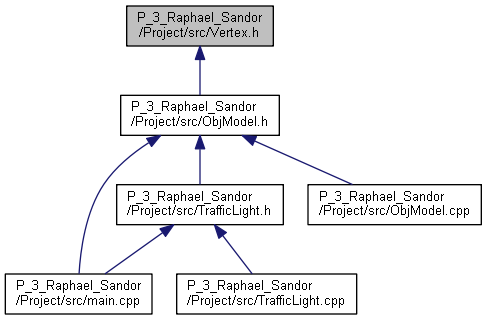 P_3_Raphael_Sandor
/Project/src/Vertex.h
P_3_Raphael_Sandor
/Project/src/ObjModel.h
P_3_Raphael_Sandor
/Project/src/TrafficLight.h
P_3_Raphael_Sandor
/Project/src/ObjModel.cpp
P_3_Raphael_Sandor
/Project/src/main.cpp
P_3_Raphael_Sandor
/Project/src/TrafficLight.cpp